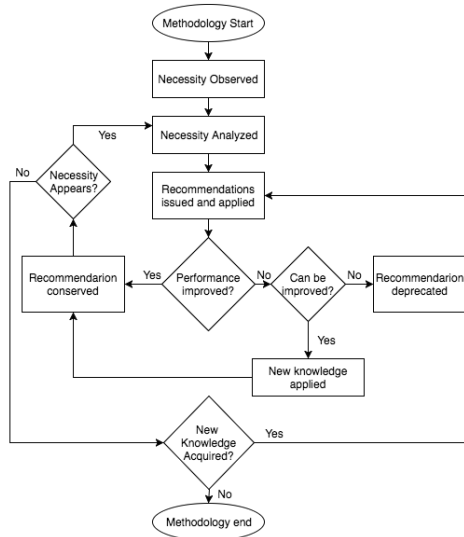 Methodology Start
Necessity Observed
Yes
Necessity Analyzed
No
Necessity
Appears?
Recommendations
issued and applied
Recommendarion
conserved
Yes
Performance
improved?
No
Can be
improved?
No
Recommendarion
deprecated
Yes
New knowledge
applied
New
Knowledge
Acquired?
Yes
No
Methodology end